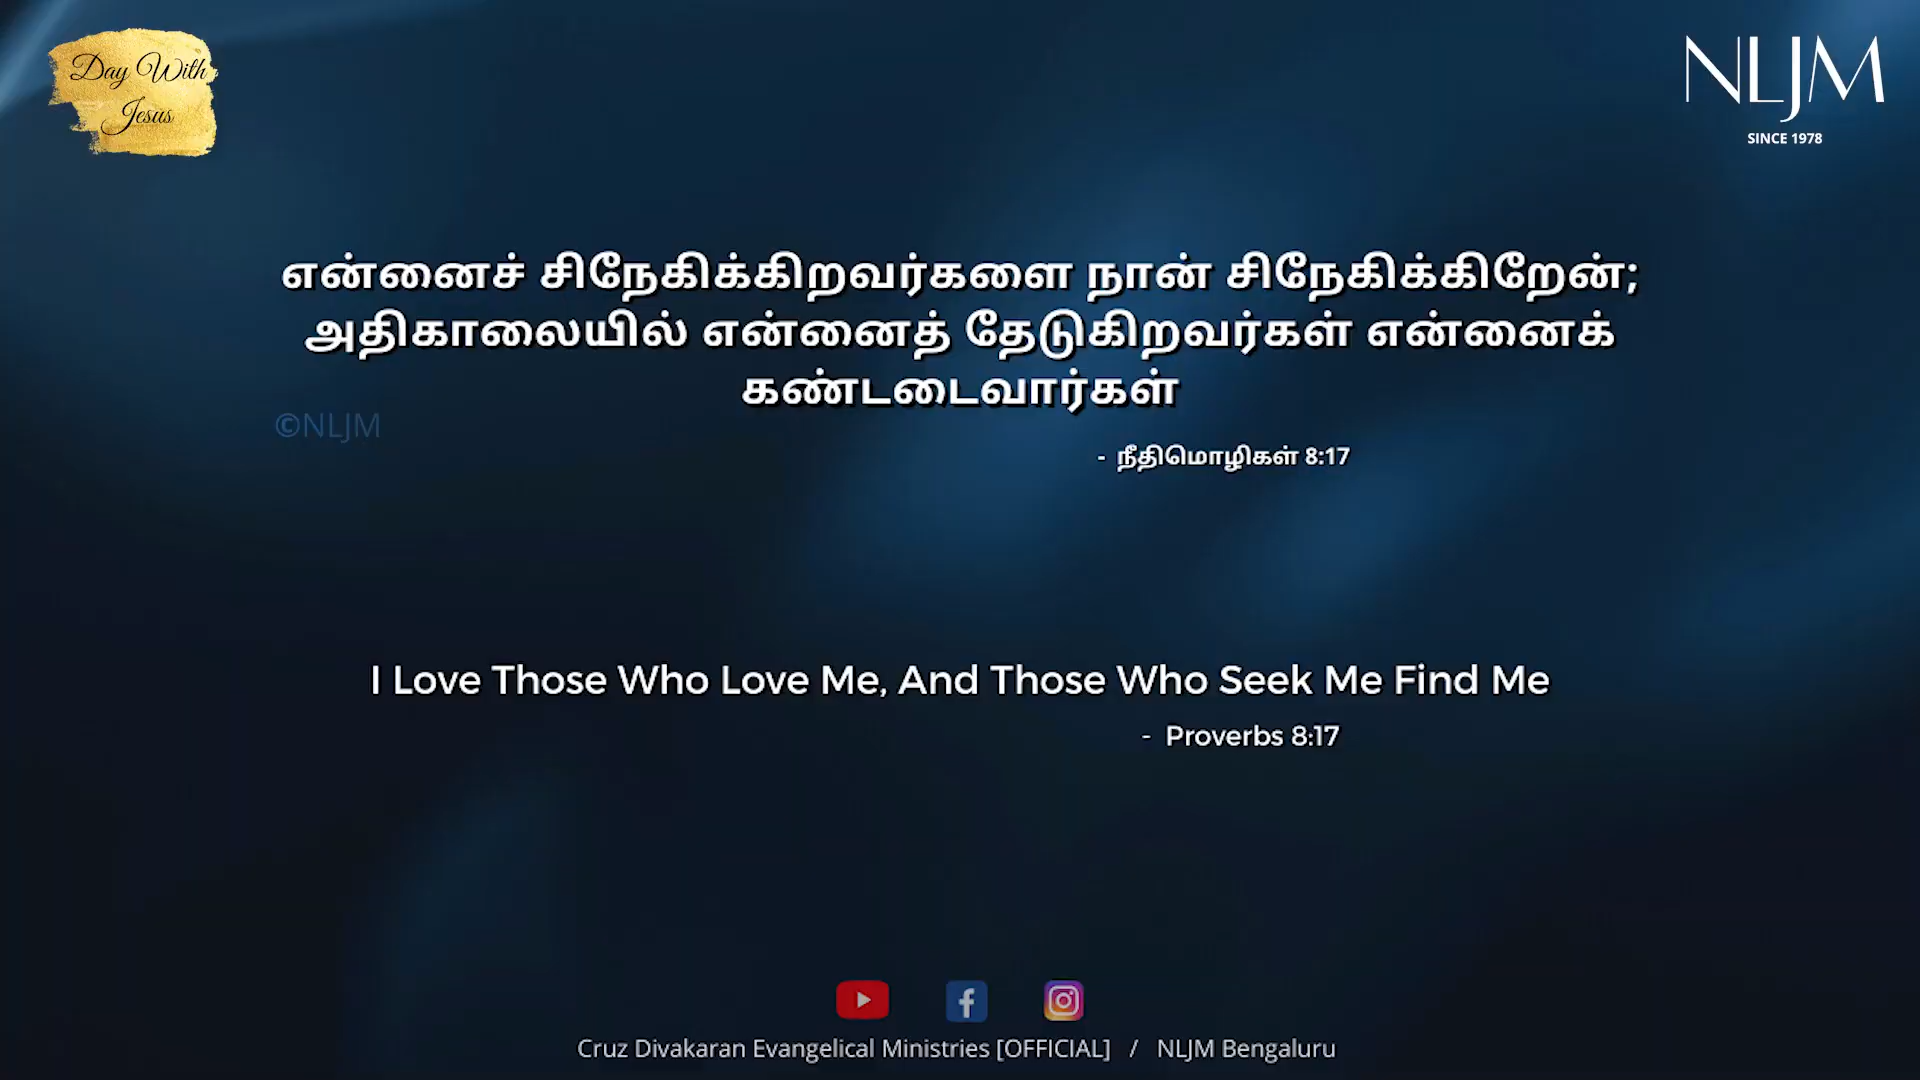 Day With
Jesus
NLJM
SINCE 1978
என்னைச் சிநேகிக்கிறவர்களை நான் சிநேகிக்கிறேன்;
அதிகாலையில் என்னைத் தேடுகிறவர்கள் என்னைக்
கண்டடைவார்கள்
©NLJM
- நீதிமொழிகள் 8:17
I Love Those Who Love Me, And Those Who Seek Me Find Me
- Proverbs 8:17
Cruz Divakaran Evangelical Ministries [OFFICIAL] / NLJM Bengaluru